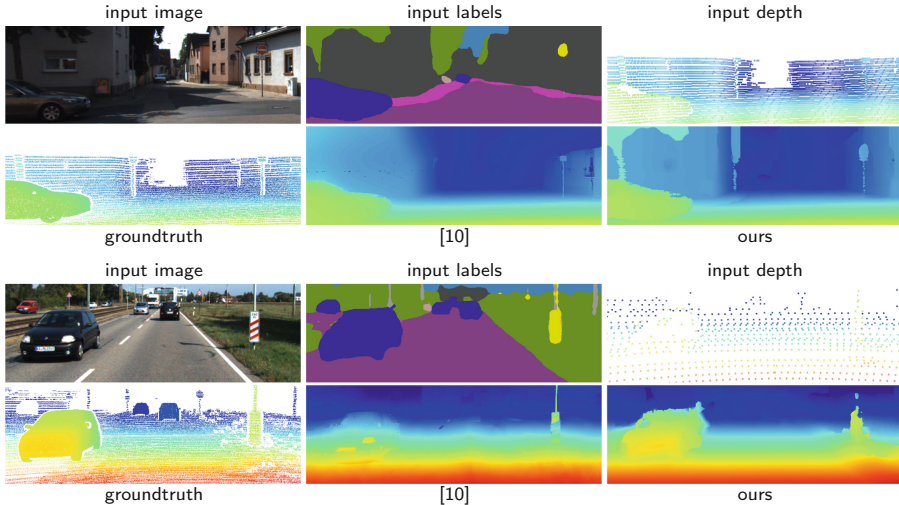 input image input labels input depth
groundtruth [10] ours
input image input labels input depth
groundtruth [10] ours